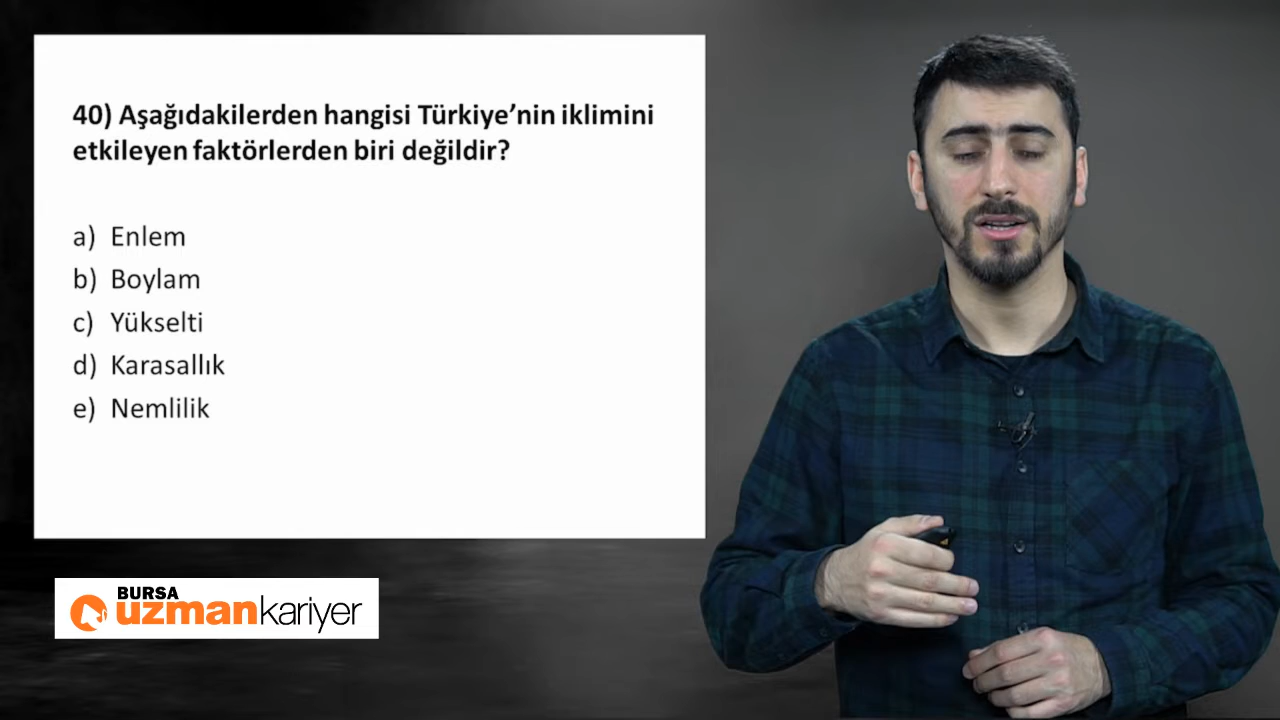 40) Aşağıdakilerden hangisi Türkiye’nin iklimini
etkileyen faktörlerden biri değildir?
a) Enlem
b) Boylam
c) Yükselti
d) Karasallık
e) Nemlilik
BURSA
uzmankariyer